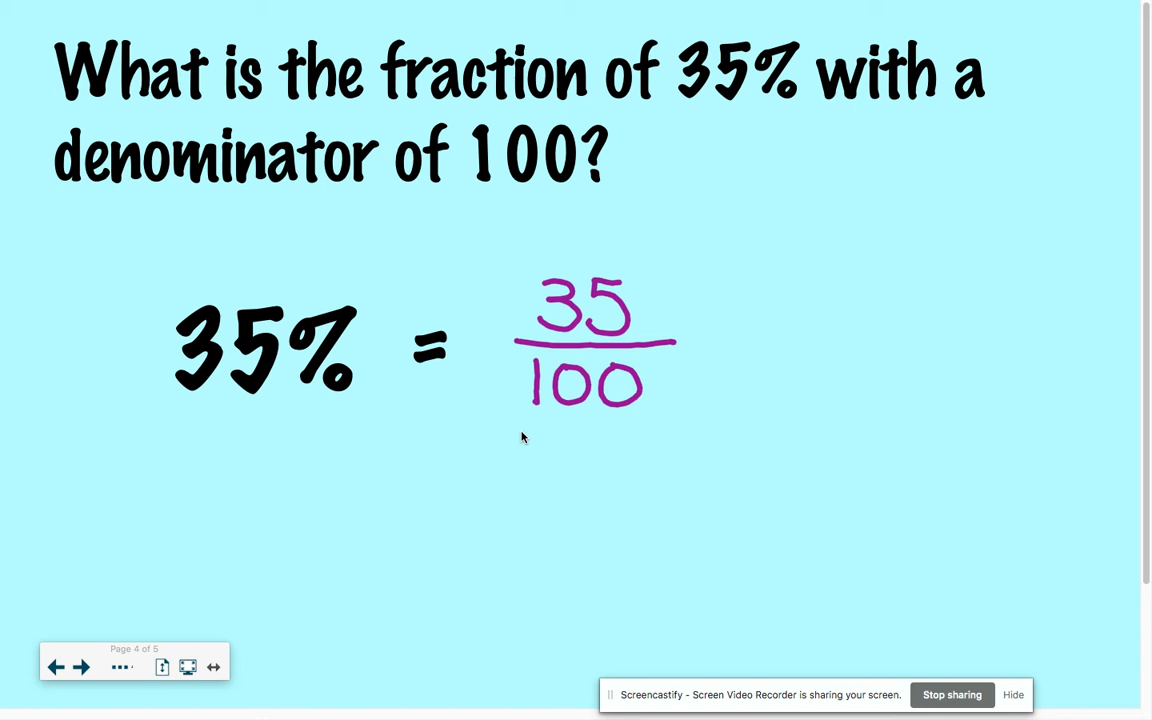 What is the fraction of 35% with a
denominator of 100?
35% = 35
100
Page 4 of 5
Screencastify - Screen Video Recorder is sharing your screen. Stop sharing Hide